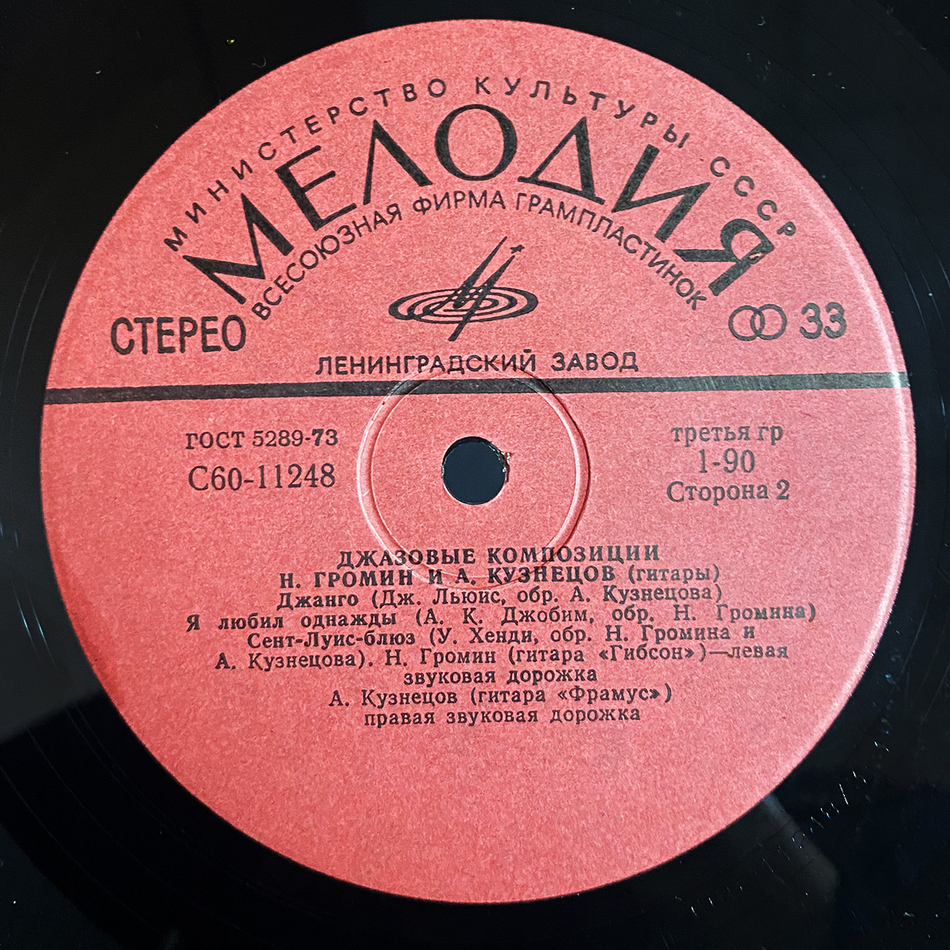 МИНИСТЕРСТВО КУЛЬТУРЫ СССР
МЕЛОДИЯ
ВСЕСОЮЗНАЯ ФИРМА ГРАМПЛАСТИНОК
СТЕРЕО
33
ЛЕНИНГРАДСКИЙ ЗАВОД
ГОСТ 5289-73
С60-11248
третья гр
1-90
Сторона 2
ДЖАЗОВЫЕ КОМПОЗИЦИИ
Н. ГРОМИН И А. КУЗНЕЦОВ (гитары)
Джанго (Дж. Льюис, обр. А. Кузнецова)
Я любил однажды (А. К. Джобим, обр. Н. Громина)
Сент-Луис-блюз (У. Хенди, обр. Н. Громина и
А. Кузнецова). Н. Громин (гитара «Гибсон»)—левая
звуковая дорожка
А. Кузнецов (гитара «Фрамус»)
правая звуковая дорожка